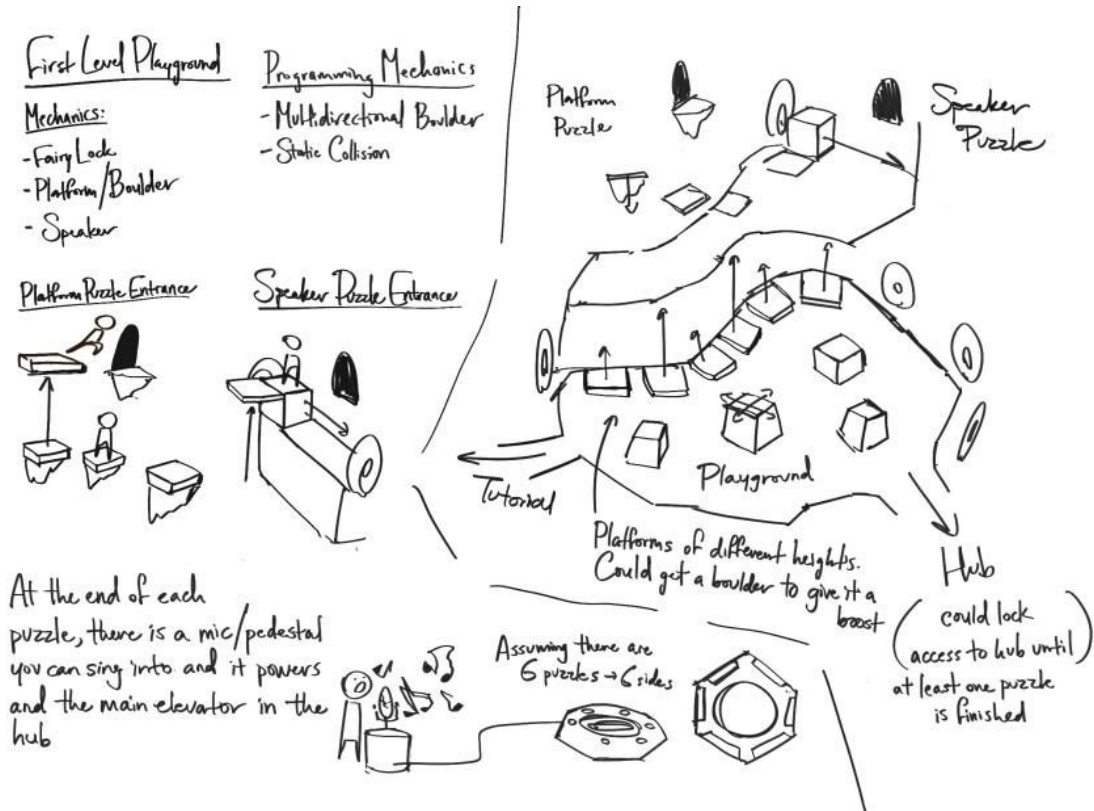 First Level Playground
Mechanics:
- Fairy Lock
- Platform/Boulder
- Speaker
Programming Mechanics
- Multidirectional Boulder
- Static Collision
Platform Puzzle Entrance
Speaker Puzzle Entrance
Platform
Puzzle
Speaker
Puzzle
Playground
Tutorial
Platforms of different heights.
Could get a boulder to give it a
boost
Hub
(could lock
access to hub until
at least one puzzle
is finished)
At the end of each
puzzle, there is a mic/pedestal
you can sing into and it powers
and the main elevator in the
hub
Assuming there are
6 puzzles → 6 sides